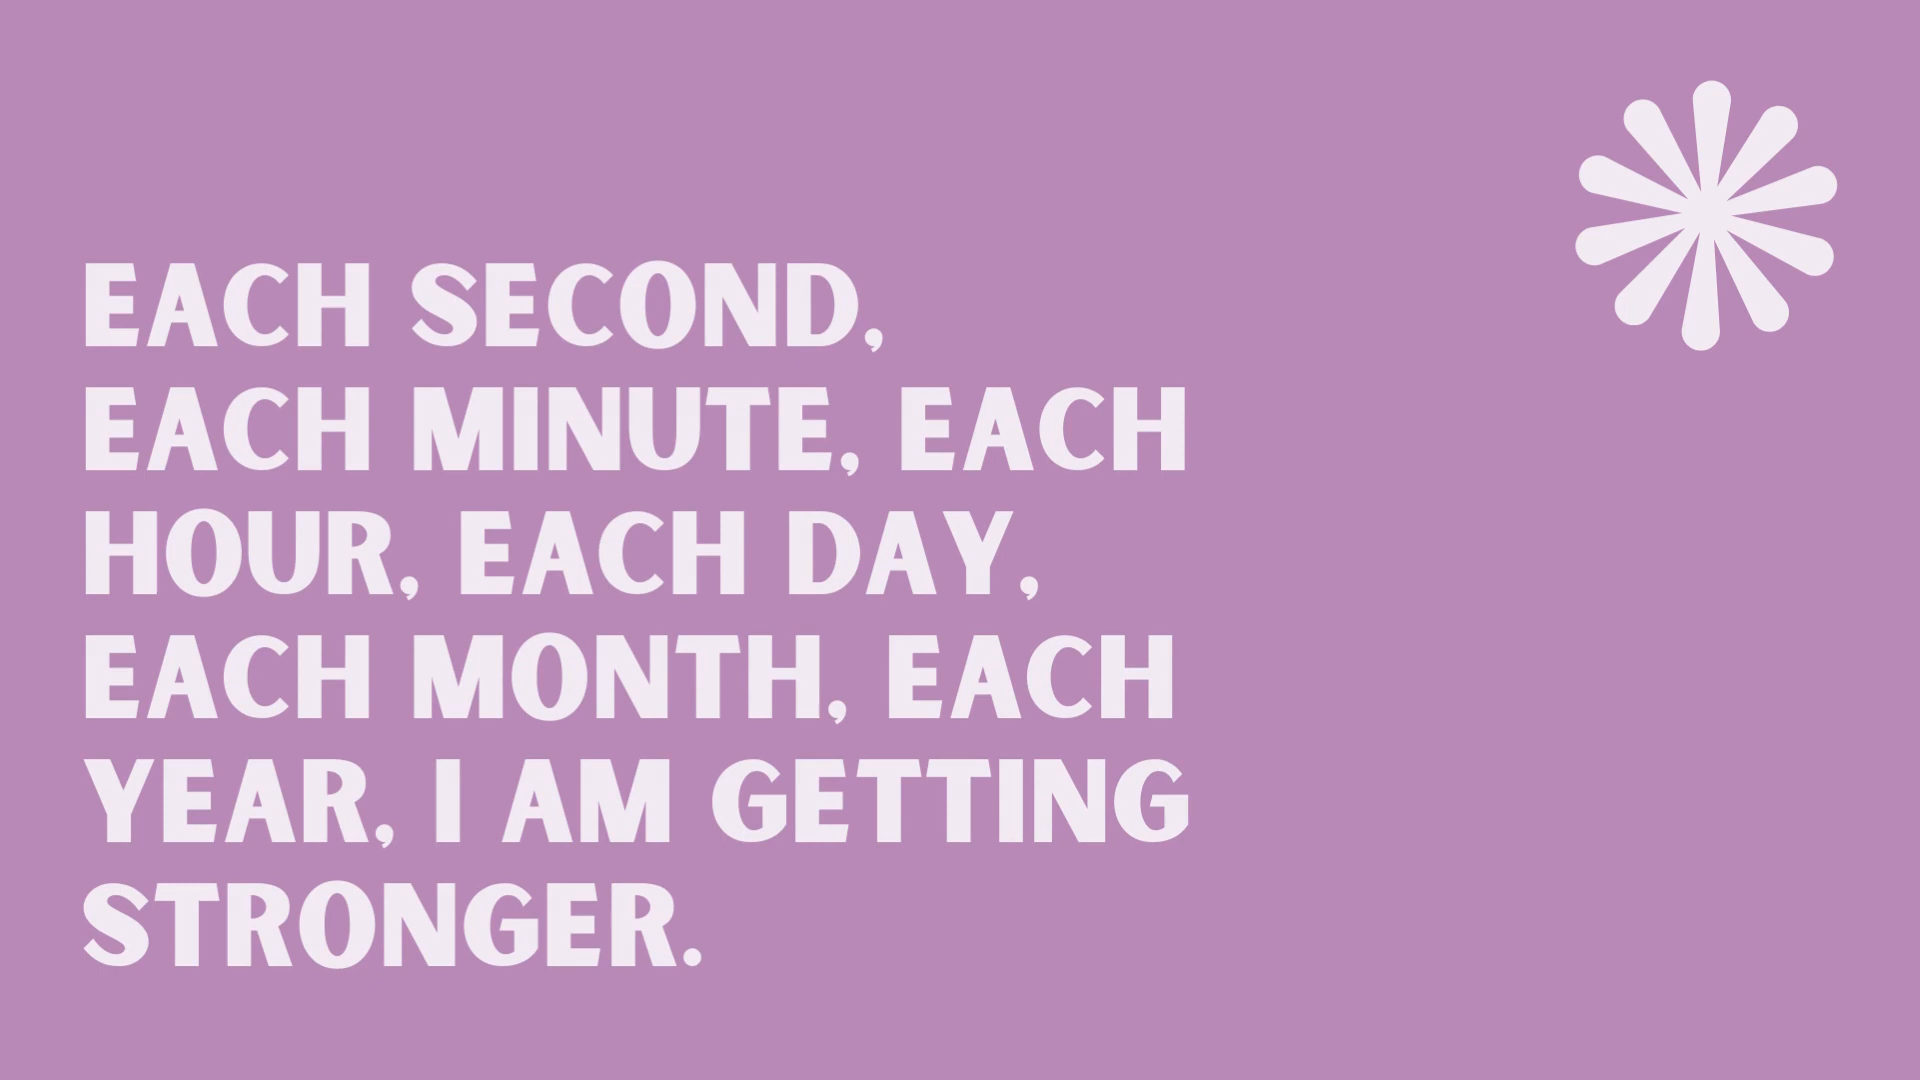 EACH SECOND,
EACH MINUTE, EACH
HOUR, EACH DAY,
EACH MONTH, EACH
YEAR, I AM GETTING
STRONGER.